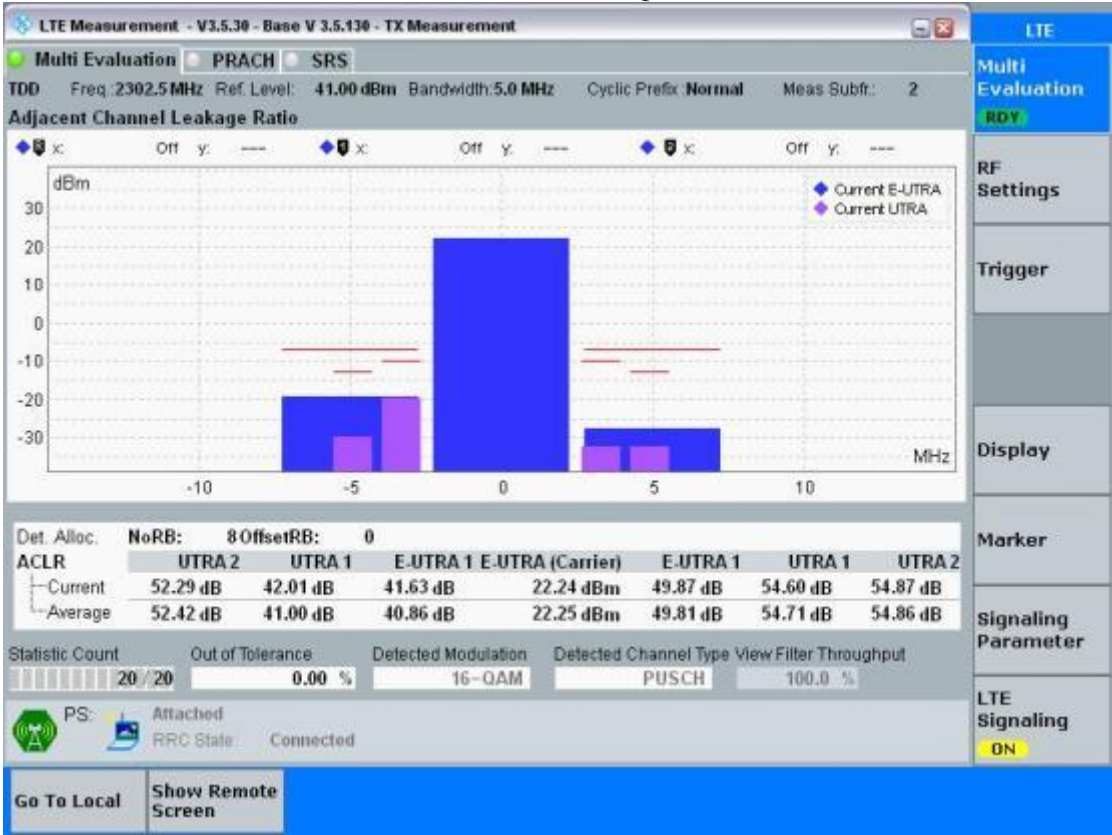 LTE Measurement - V3.5.30 - Base V 3.5.130 - TX Measurement
LTE
Multi Evaluation PRACH SRS
Multi Evaluation
RDY
TDD Freq.:2302.5 MHz Ref. Level: 41.00 dBm Bandwidth:5.0 MHz Cyclic Prefix :Normal Meas Subfr.: 2
Adjacent Channel Leakage Ratio
x: Off y: --- x: Off y: --- x: Off y: ---
dBm
Current E-UTRA
Current UTRA
30
20
10
0
-10
-20
-30
MHz
-10 -5 0 5 10
RF Settings
Trigger
Display
Marker
Signaling Parameter
LTE Signaling
ON
Det. Alloc. NoRB: 8 OffsetRB: 0
ACLR UTRA 2 UTRA 1 E-UTRA 1 E-UTRA (Carrier) E-UTRA 1 UTRA 1 UTRA 2
Current 52.29 dB 42.01 dB 41.63 dB 22.24 dBm 49.87 dB 54.60 dB 54.87 dB
Average 52.42 dB 41.00 dB 40.86 dB 22.25 dBm 49.81 dB 54.71 dB 54.86 dB
Statistic Count Out of Tolerance Detected Modulation Detected Channel Type View Filter Throughput
20 / 20 0.00 % 16-QAM PUSCH 100.0 %
PS: Attached
RRC State: Connected
Go To Local Show Remote Screen